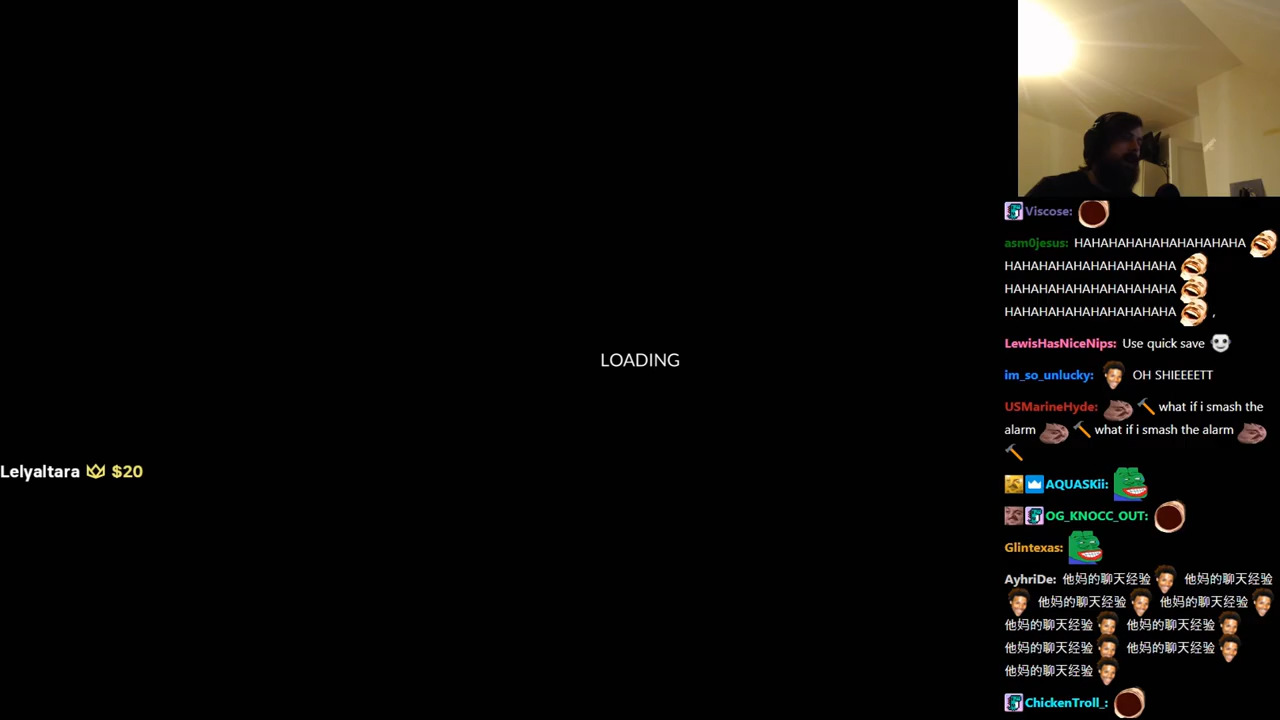 LOADING
Lelyaltara $20
Viscose:
asm0jesus: HAHAHAHAHAHAHAHAHA
HAHAHAHAHAHAHAHAHA
HAHAHAHAHAHAHAHAHA
HAHAHAHAHAHAHAHAHA ,
LewisHasNiceNips: Use quick save
im_so_unlucky: OH SHIEEEETT
USMarineHyde: what if i smash the
alarm what if i smash the alarm
AQUASKii:
OG_KNOCC_OUT:
Glintexas:
AyhriDe: 他妈的聊天经验 他妈的聊天经验
他妈的聊天经验 他妈的聊天经验
他妈的聊天经验 他妈的聊天经验
他妈的聊天经验 他妈的聊天经验
他妈的聊天经验
ChickenTroll_: